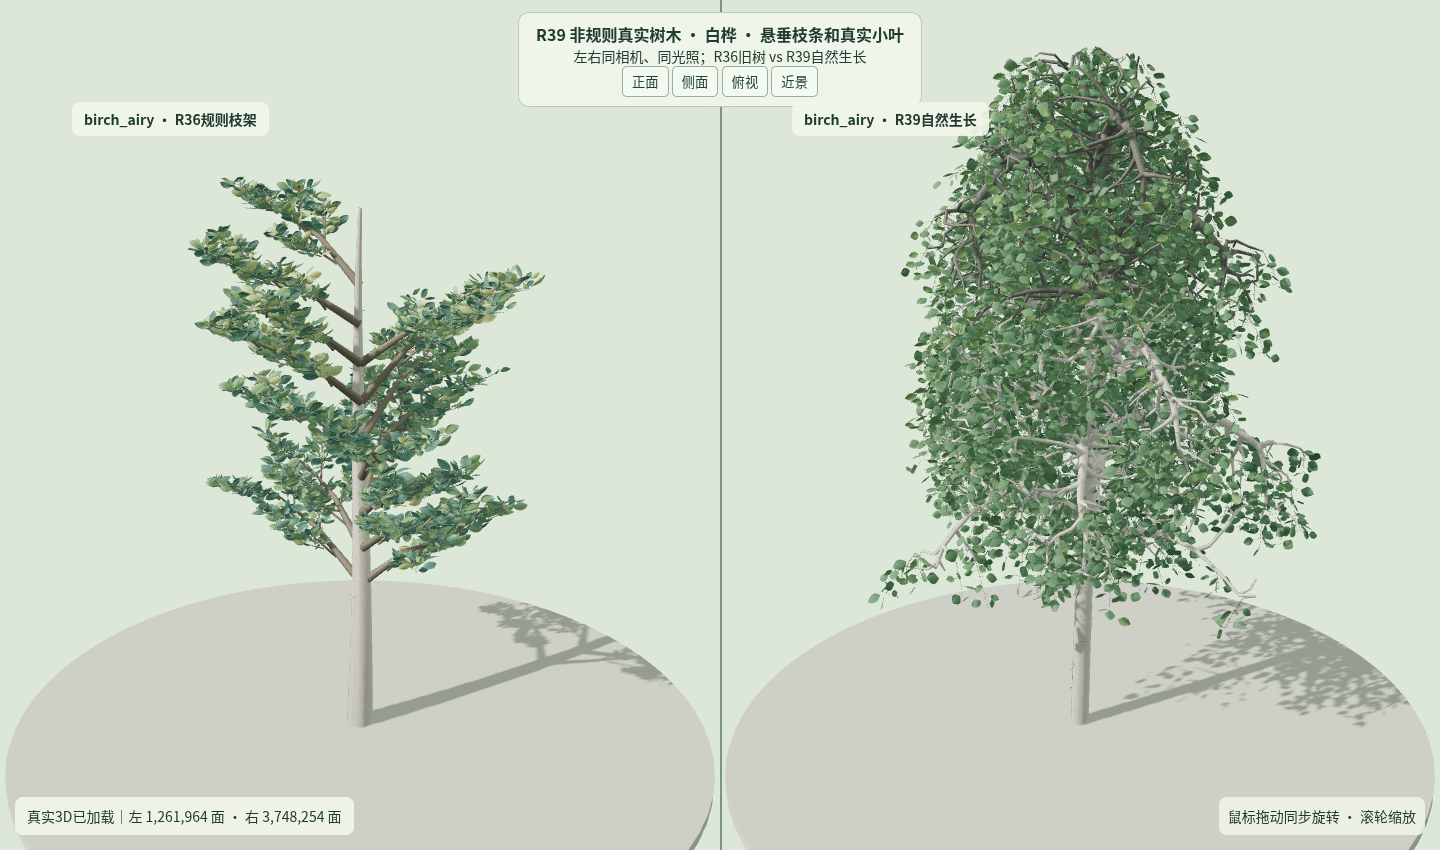 R39 非规则真实树木 • 白桦 • 悬垂枝条和真实小叶
左右同相机、同光照；R36旧树 vs R39自然生长
正面 侧面 俯视 近景
birch_airy • R36规则枝架
birch_airy • R39自然生长
真实3D已加载｜左 1,261,964 面 • 右 3,748,254 面
鼠标拖动同步旋转 • 滚轮缩放